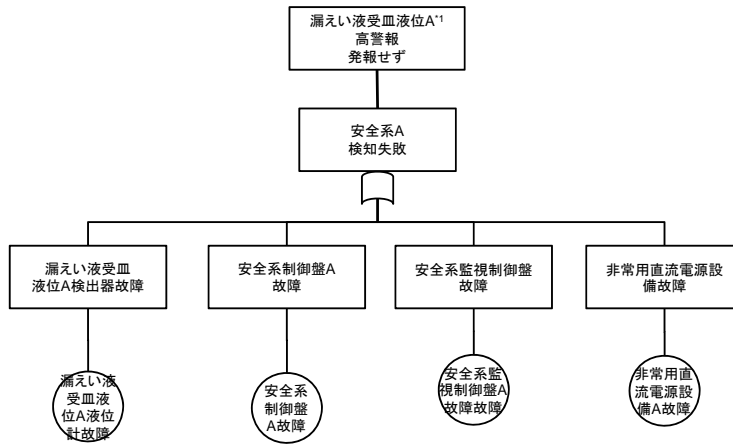 漏えい液受皿液位A*1
高警報
発報せず
安全系A
検知失敗
漏えい液受皿
液位A検出器故障
安全系制御盤A
故障
安全系監視制御盤
故障
非常用直流電源設
備故障
漏えい液
受皿液
位A液位
計故障
安全系
制御盤
A故障
安全系監
視制御盤A
故障故障
非常用直
流電源設
備A故障